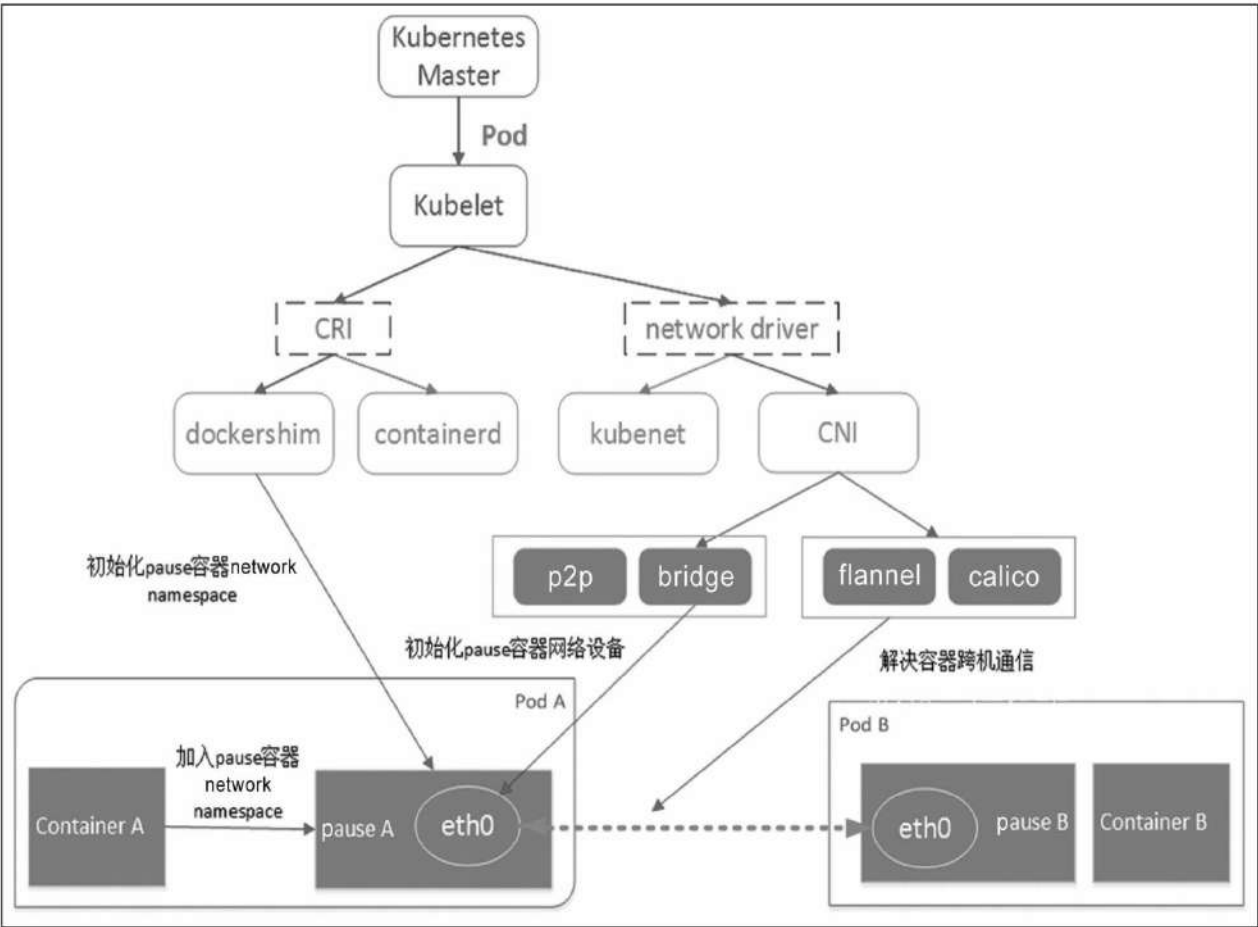 Kubernetes
Master
Pod
Kubelet
CRI
network driver
dockershim
containerd
kubenet
CNI
p2p
bridge
flannel
calico
初始化pause容器network
namespace
初始化pause容器网络设备
解决容器跨机通信
Pod A
Pod B
加入pause容器
network
namespace
Container A
pause A
eth0
eth0
pause B
Container B